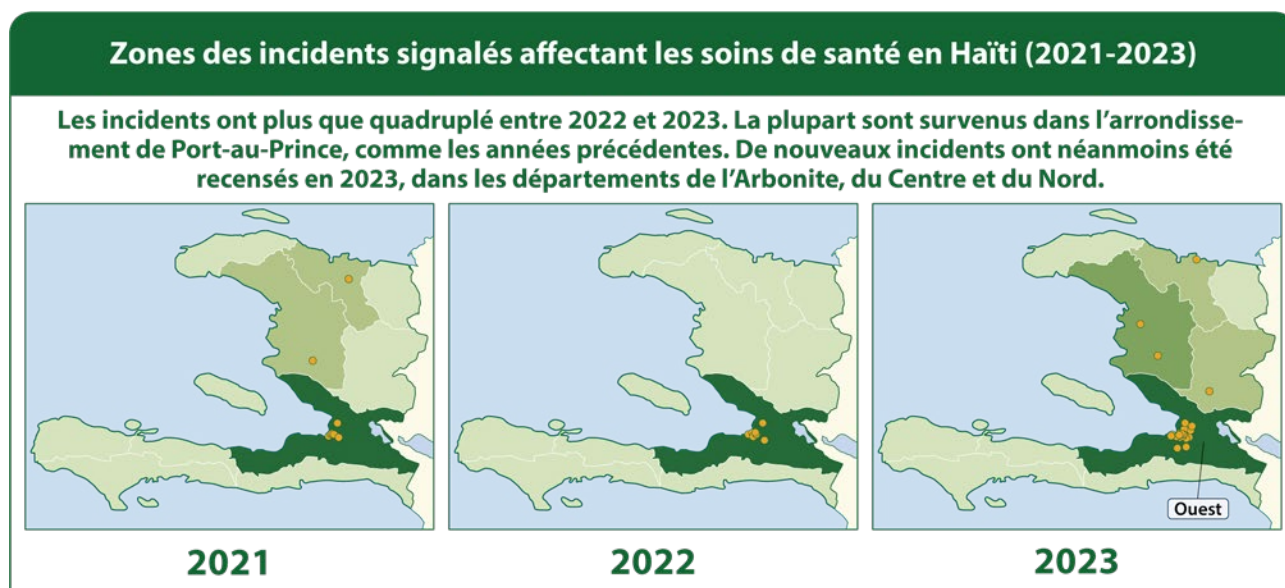 Zones des incidents signalés affectant les soins de santé en Haïti (2021-2023)
Les incidents ont plus que quadruplé entre 2022 et 2023. La plupart sont survenus dans l’arrondisse-
ment de Port-au-Prince, comme les années précédentes. De nouveaux incidents ont néanmoins été
recensés en 2023, dans les départements de l’Arbonite, du Centre et du Nord.
Ouest
2021
2022
2023